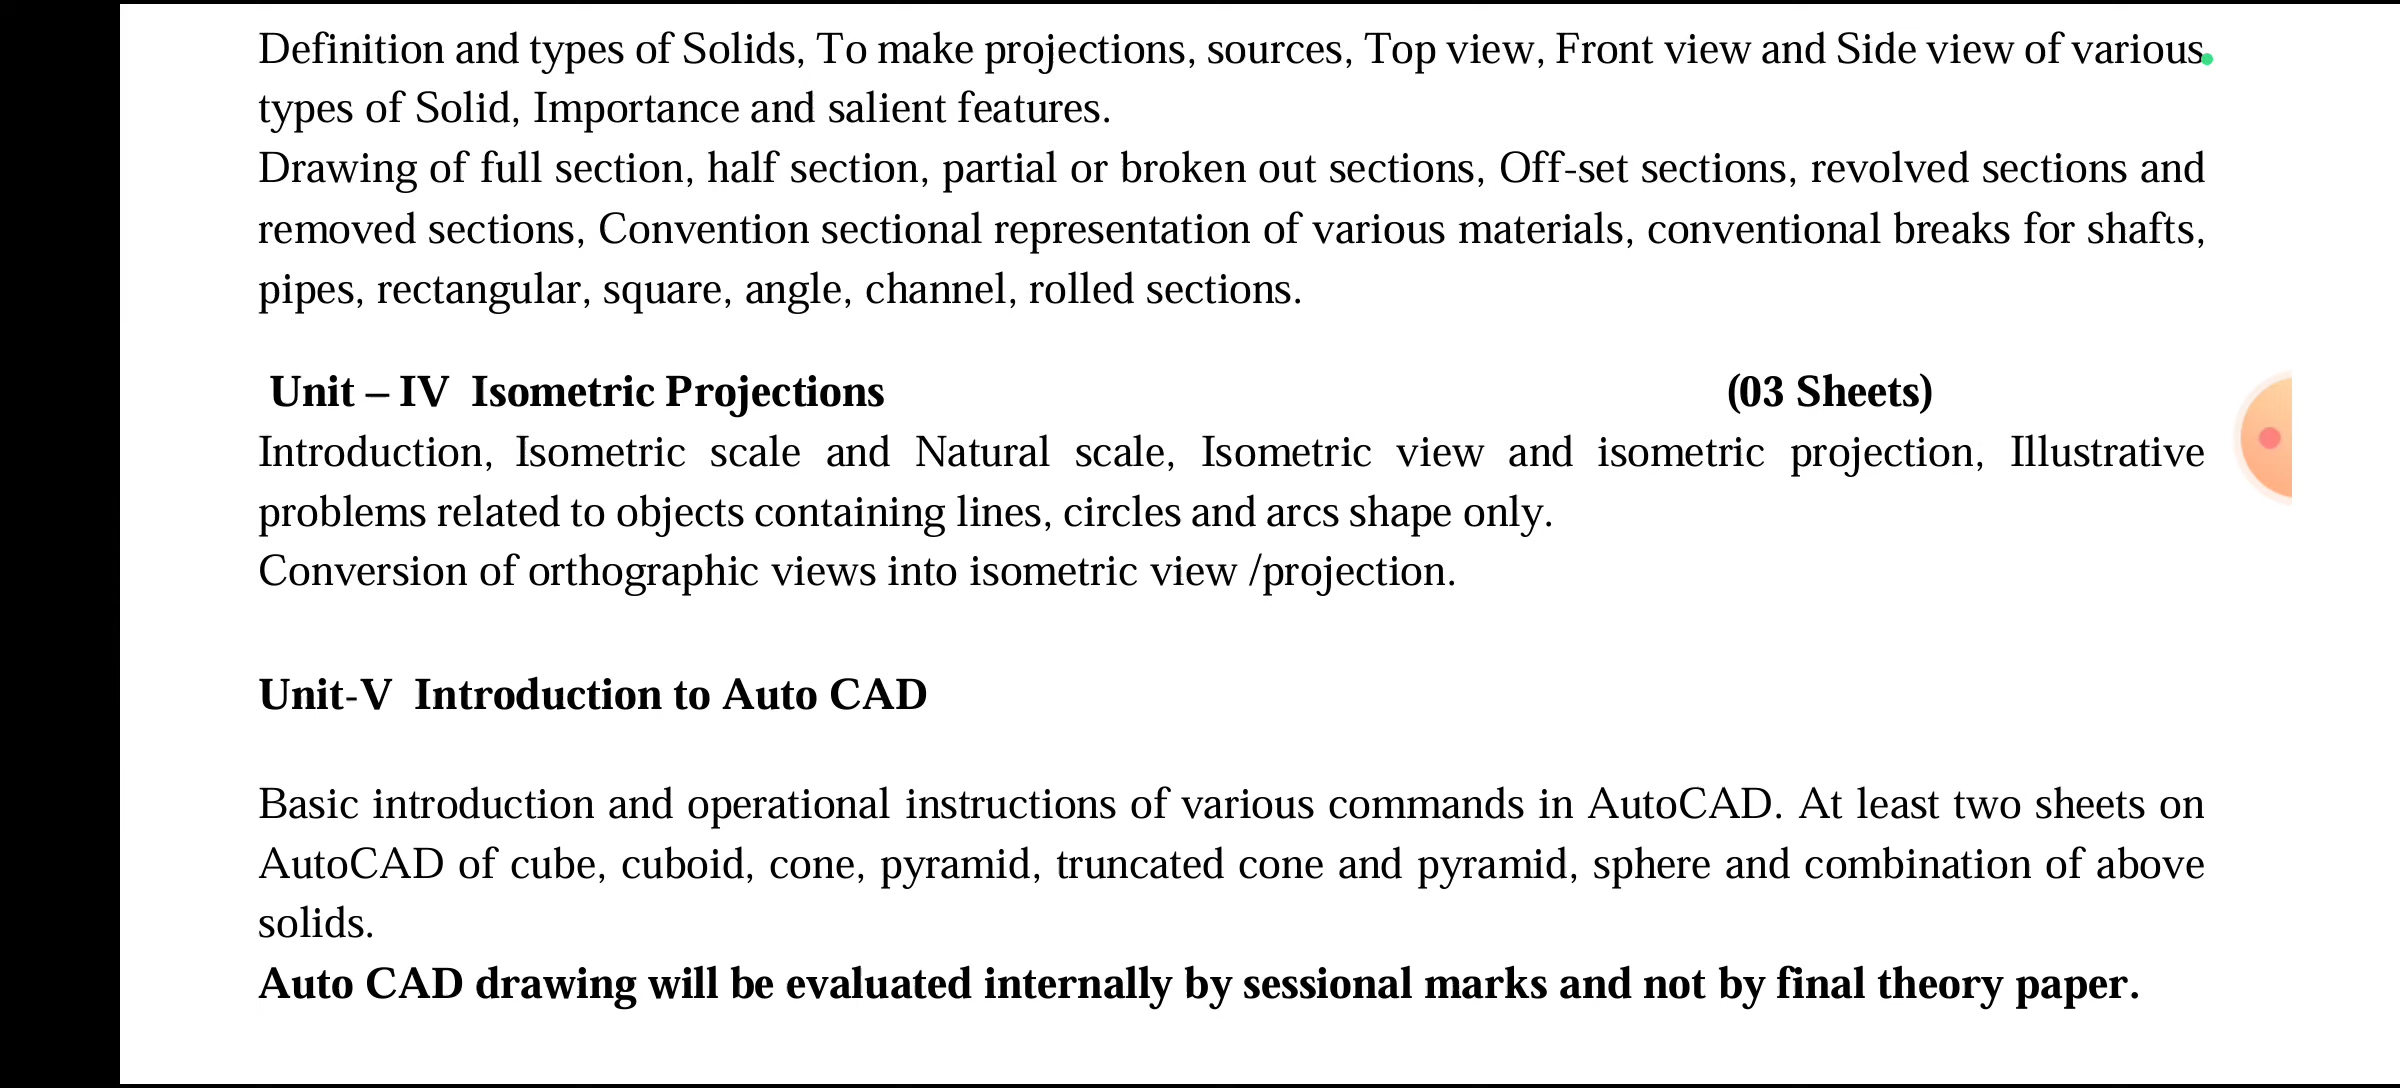 Definition and types of Solids, To make projections, sources, Top view, Front view and Side view of various
types of Solid, Importance and salient features.
Drawing of full section, half section, partial or broken out sections, Off-set sections, revolved sections and
removed sections, Convention sectional representation of various materials, conventional breaks for shafts,
pipes, rectangular, square, angle, channel, rolled sections.
Unit – IV Isometric Projections (03 Sheets)
Introduction, Isometric scale and Natural scale, Isometric view and isometric projection, Illustrative
problems related to objects containing lines, circles and arcs shape only.
Conversion of orthographic views into isometric view /projection.
Unit-V Introduction to Auto CAD
Basic introduction and operational instructions of various commands in AutoCAD. At least two sheets on
AutoCAD of cube, cuboid, cone, pyramid, truncated cone and pyramid, sphere and combination of above
solids.
Auto CAD drawing will be evaluated internally by sessional marks and not by final theory paper.